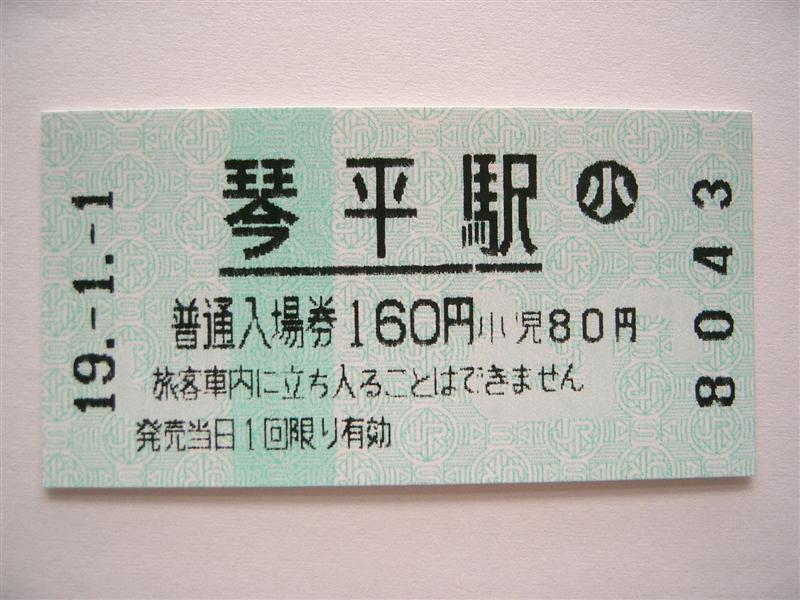 琴平駅 小
普通入場券160円小児80円
旅客車内に立ち入ることはできません
発売当日1回限り有効
19.-1.-1
8043